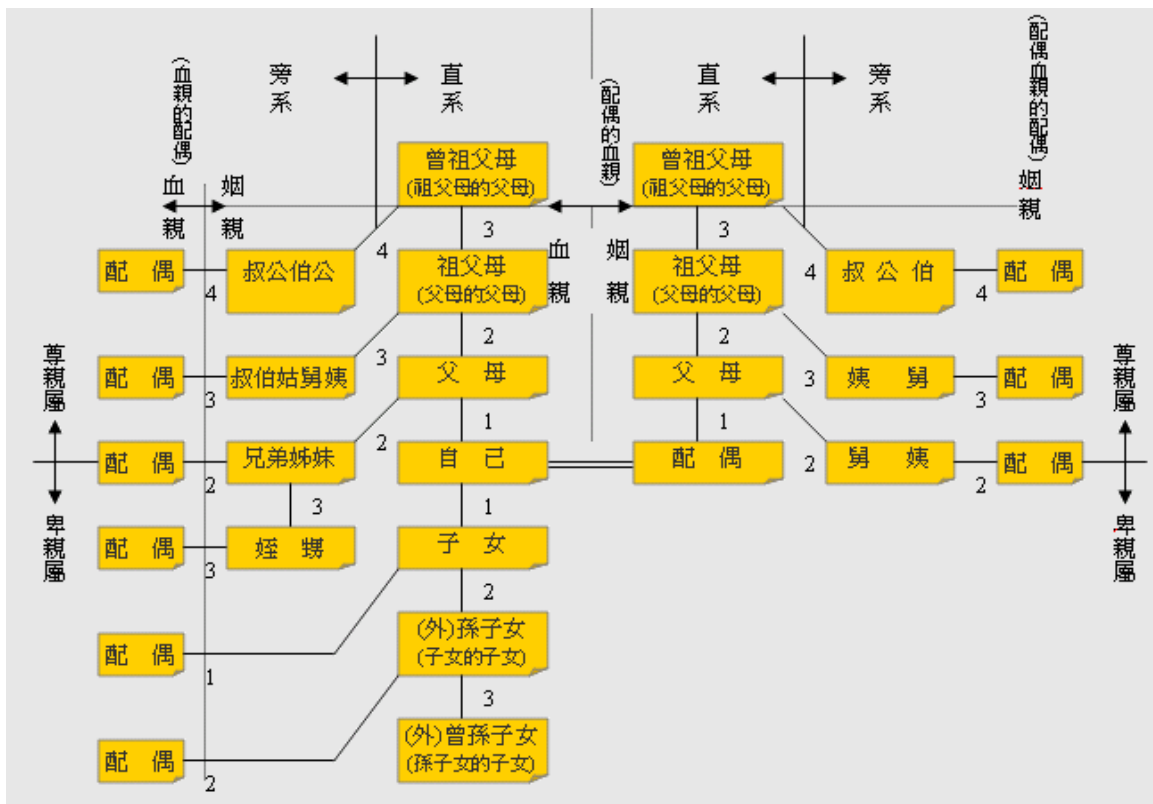 (血親的配偶)
旁系
直系
(配偶的血親)
直系
旁系
(配偶血親的配偶)
血親
姻親
曾祖父母
(祖父母的父母)
曾祖父母
(祖父母的父母)
姻親
4
3
血親
姻親
3
配偶
4
叔公伯公
祖父母
(父母的父母)
祖父母
(父母的父母)
4
叔公伯
4
配偶
3
2
2
尊親屬
配偶
3
叔伯姑舅姨
父母
父母
3
姨舅
3
配偶
尊親屬
2
1
1
配偶
2
兄弟姊妹
自己
配偶
2
舅姨
2
配偶
3
1
卑親屬
配偶
3
姪甥
子女
卑親屬
2
配偶
1
(外)孫子女
(子女的子女)
3
配偶
2
(外)曾孫子女
(孫子女的子女)